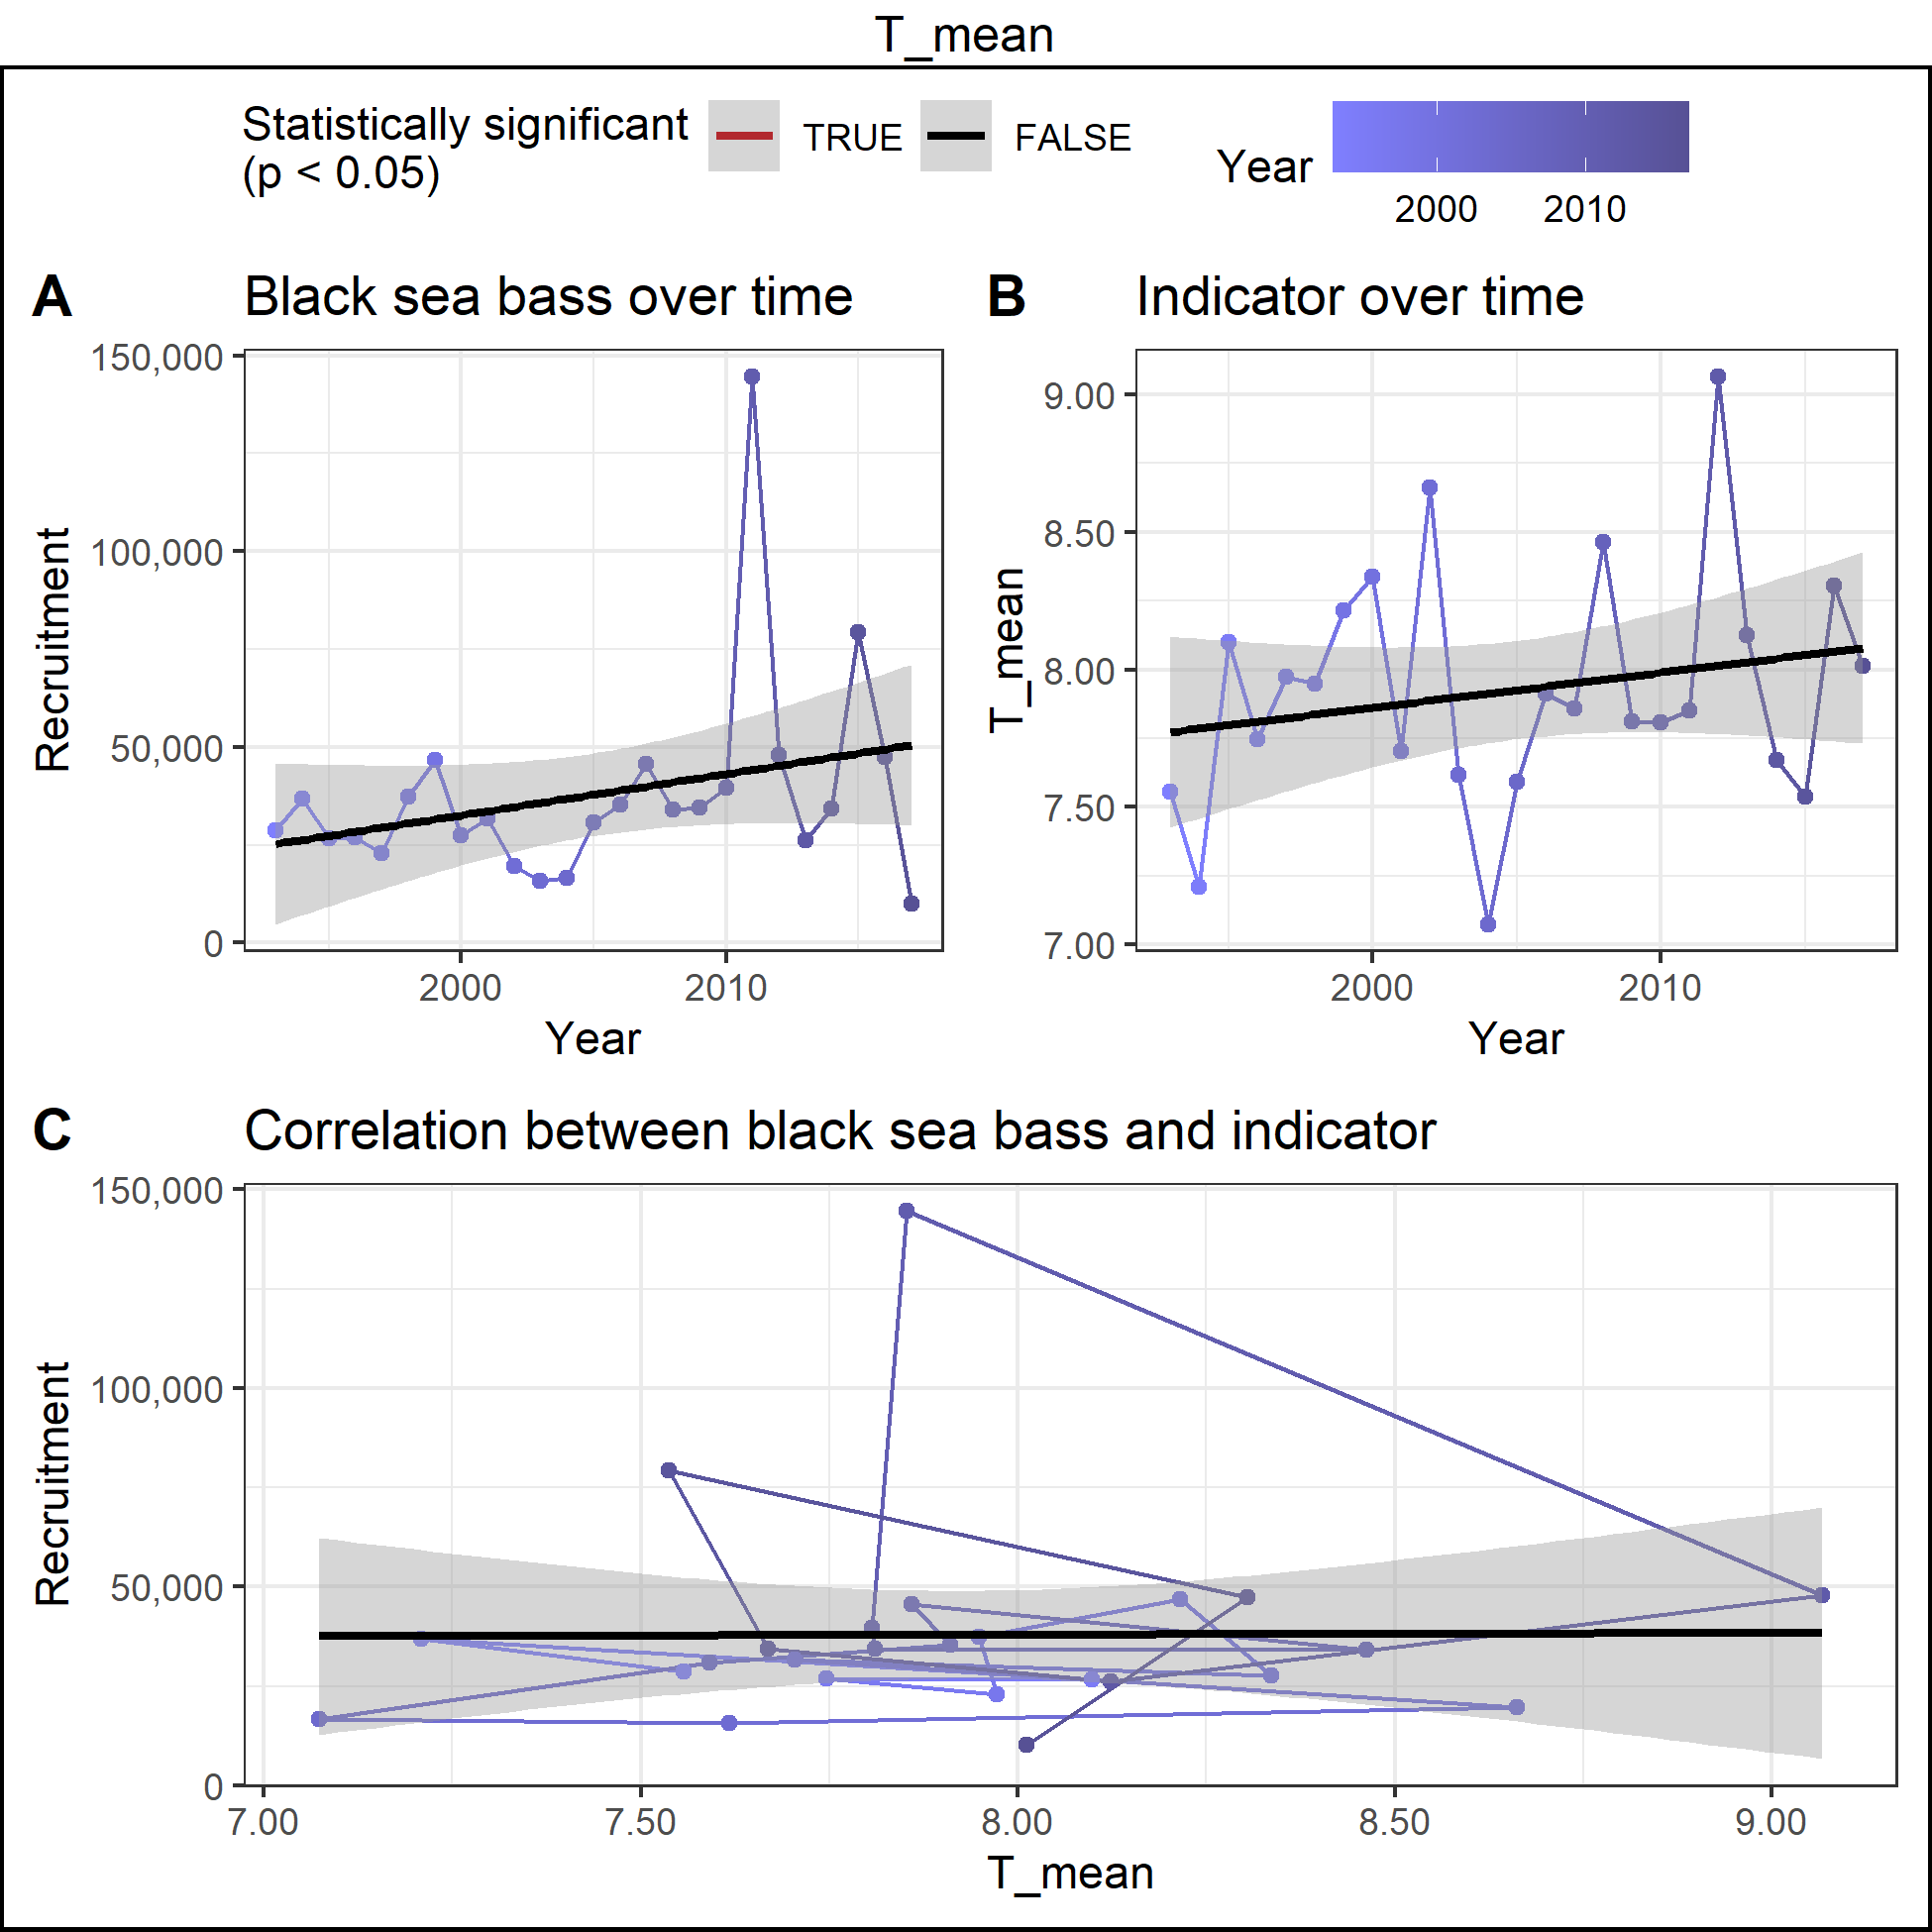 T_mean
Statistically significant
(p < 0.05)
TRUE
FALSE
Year
2000
2010
A
Black sea bass over time
150,000
100,000
50,000
0
Recruitment
2000
2010
Year
B
Indicator over time
9.00
8.50
8.00
7.50
7.00
T_mean
2000
2010
Year
C
Correlation between black sea bass and indicator
150,000
100,000
50,000
0
Recruitment
7.00
7.50
8.00
8.50
9.00
T_mean